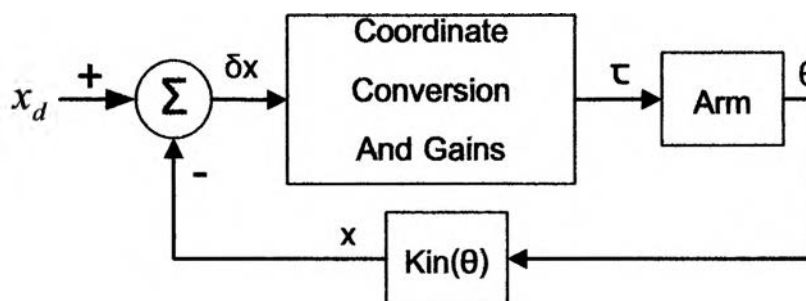 x_d
+
Σ
-
δx
Coordinate
Conversion
And Gains
τ
Arm
θ
x
Kin(θ)